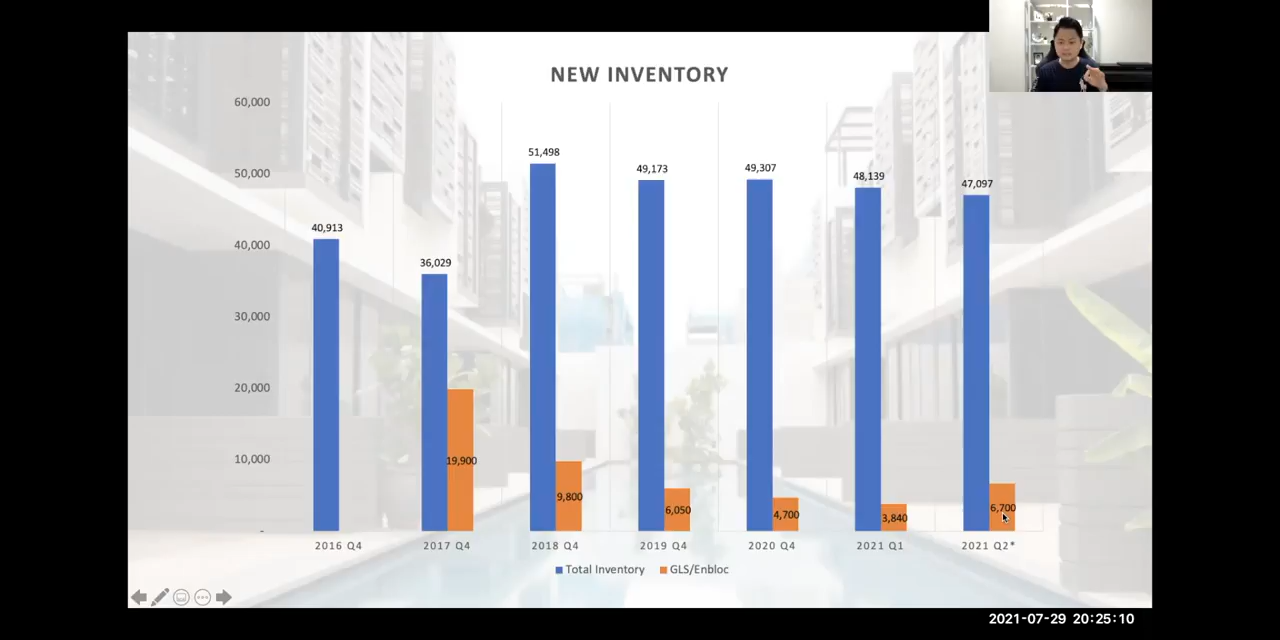 NEW INVENTORY
60,000
50,000
40,000
30,000
20,000
10,000
-
40,913
36,029
19,900
51,498
9,800
49,173
6,050
49,307
4,700
48,139
3,840
47,097
6,700
2016 Q4
2017 Q4
2018 Q4
2019 Q4
2020 Q4
2021 Q1
2021 Q2*
Total Inventory
GLS/Enbloc
2021-07-29 20:25:10